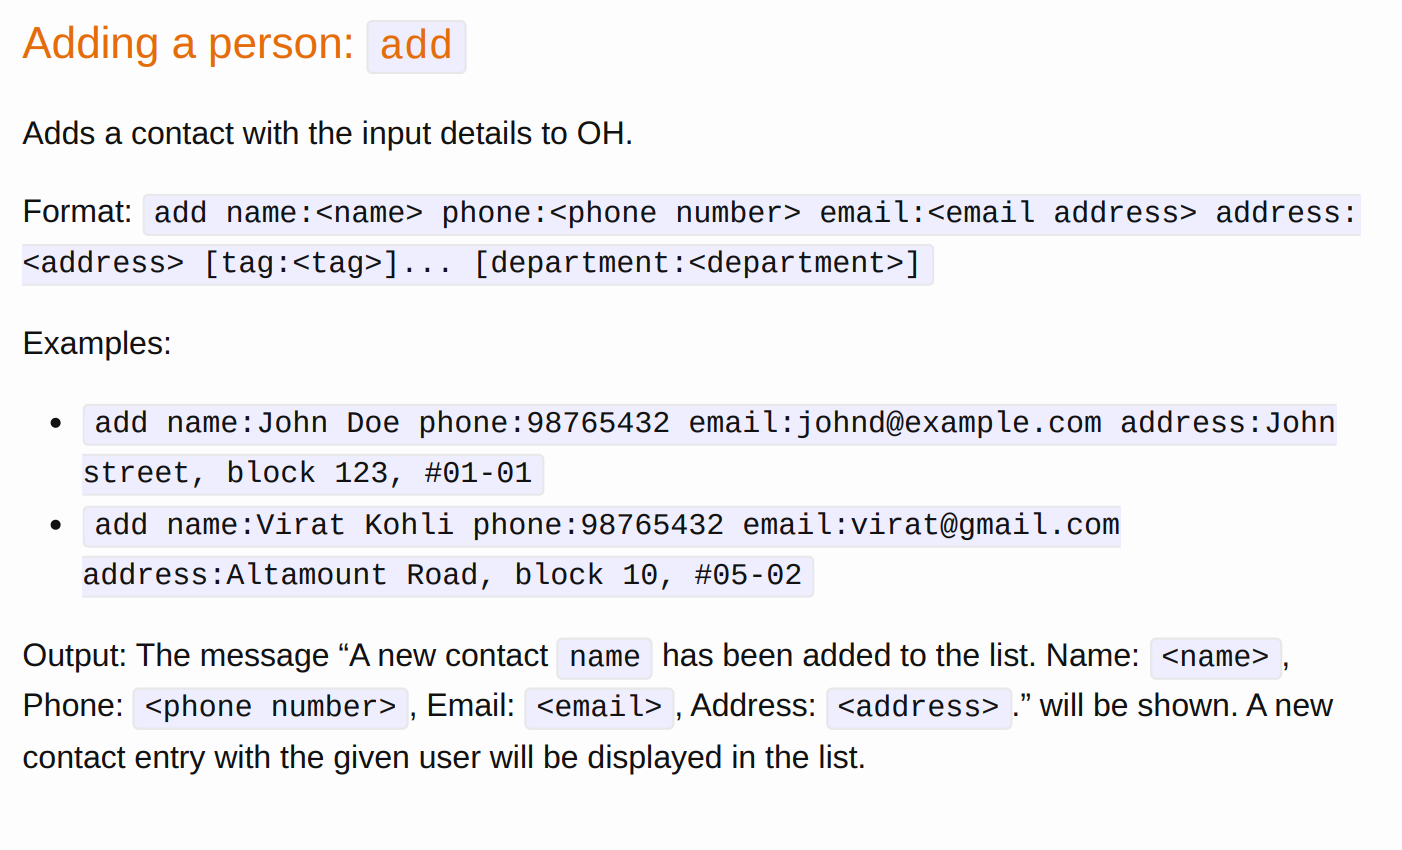 Adding a person: add
Adds a contact with the input details to OH.
Format: add name:<name> phone:<phone number> email:<email address> address:
<address> [tag:<tag>]... [department:<department>]
Examples:
• add name:John Doe phone:98765432 email:johnd@example.com address:John
street, block 123, #01-01
• add name:Virat Kohli phone:98765432 email:virat@gmail.com
address:Altamount Road, block 10, #05-02
Output: The message “A new contact name has been added to the list. Name: <name>,
Phone: <phone number>, Email: <email>, Address: <address>.” will be shown. A new
contact entry with the given user will be displayed in the list.